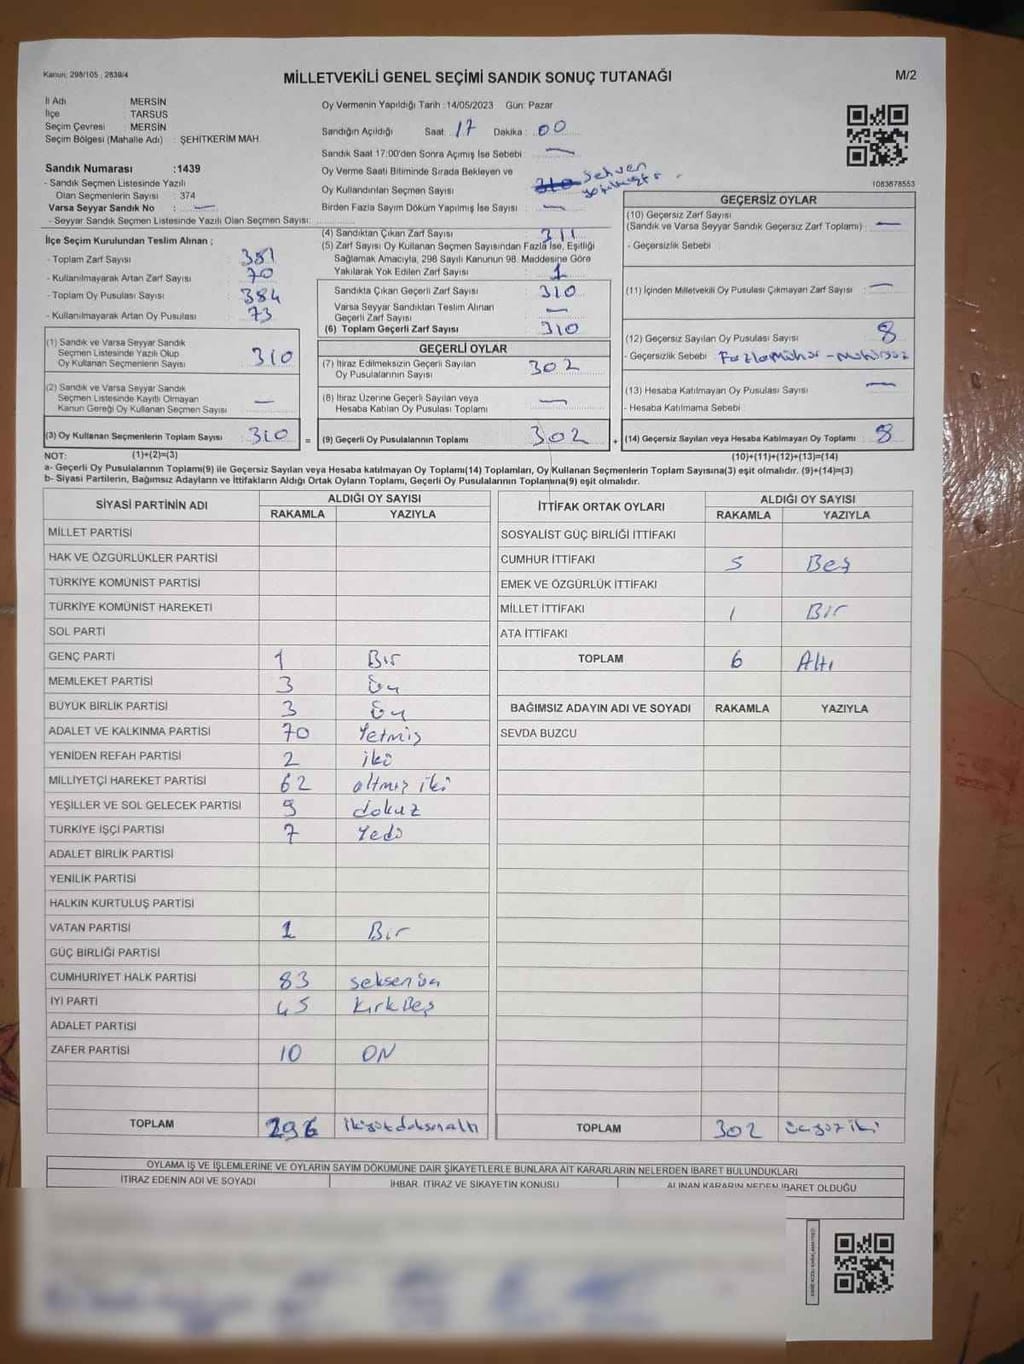 Kanun: 298/105 , 2839/4
MİLLETVEKİLİ GENEL SEÇİMİ SANDIK SONUÇ TUTANAĞI
M/2
İl Adı MERSİN
İlçe TARSUS
Seçim Çevresi MERSİN
Seçim Bölgesi (Mahalle Adı) : ŞEHİTKERİM MAH.
Oy Vermenin Yapıldığı Tarih : 14/05/2023 Gün: Pazar
Sandığın Açıldığı Saat: 17 Dakika : 00
Sandık Saat 17:00'den Sonra Açımış İse Sebebi : —
Oy Verme Saati Bitiminde Sırada Bekleyen ve
Oy Kullandırılan Seçmen Sayısı Sehven
Birden Fazla Sayım Döküm Yapılmış İse Sayısı : —
1083878553
Sandık Numarası :1439
- Sandık Seçmen Listesinde Yazılı
Olan Seçmenlerin Sayısı : 374
Varsa Seyyar Sandık No : —
- Seyyar Sandık Seçmen Listesinde Yazılı Olan Seçmen Sayısı:
İlçe Seçim Kurulundan Teslim Alınan ;
- Toplam Zarf Sayısı : 381
- Kullanılmayarak Artan Zarf Sayısı : 70
- Toplam Oy Pusulası Sayısı : 384
- Kullanılmayarak Artan Oy Pusulası : 73
(1) Sandık ve Varsa Seyyar Sandık
Seçmen Listesinde Yazılı Olup
Oy Kullanan Seçmenlerin Sayısı : 310
(2) Sandık ve Varsa Seyyar Sandık
Seçmen Listesinde Kayıtlı Olmayan
Kanun Gereği Oy Kullanan Seçmen Sayısı —
(3) Oy Kullanan Seçmenlerin Toplam Sayısı 310 =
(4) Sandıktan Çıkan Zarf Sayısı : 311
(5) Zarf Sayısı Oy Kullanan Seçmen Sayısından Fazla İse, Eşitliği
Sağlamak Amacıyla, 298 Sayılı Kanunun 98. Maddesine Göre
Yakılarak Yok Edilen Zarf Sayısı : 1
Sandıkta Çıkan Geçerli Zarf Sayısı : 310
Varsa Seyyar Sandıktan Teslim Alınan
Geçerli Zarf Sayısı : —
(6) Toplam Geçerli Zarf Sayısı : 310
GEÇERLİ OYLAR
(7) İtiraz Edilmeksizin Geçerli Sayılan
Oy Pusulalarının Sayısı : 302
(8) İtiraz Üzerine Geçerli Sayılan veya
Hesaba Katılan Oy Pusulası Toplamı : —
(9) Geçerli Oy Pusulalarının Toplamı : 302 +
GEÇERSİZ OYLAR
(10) Geçersiz Zarf Sayısı
(Sandık ve Varsa Seyyar Sandık Geçersiz Zarf Toplamı) : —
- Geçersizlik Sebebi :
(11) İçinden Milletvekili Oy Pusulası Çıkmayan Zarf Sayısı : —
(12) Geçersiz Sayılan Oy Pusulası Sayısı : 8
- Geçersizlik Sebebi :
(13) Hesaba Katılmayan Oy Pusulası Sayısı : —
- Hesaba Katılmama Sebebi :
(14) Geçersiz Sayılan veya Hesaba Katılmayan Oy Toplamı : 8
NOT: (1)+(2)=(3) (10)+(11)+(12)+(13)=(14)
a- Geçerli Oy Pusulalarının Toplamı(9) ile Geçersiz Sayılan veya Hesaba katılmayan Oy Toplamı(14) Toplamları, Oy Kullanan Seçmenlerin Toplam Sayısına(3) eşit olmalıdır. (9)+(14)=(3)
b- Siyasi Partilerin, Bağımsız Adayların ve İttifakların Aldığı Ortak Oyların Toplamı, Geçerli Oy Pusulalarının Toplamına(9) eşit olmalıdır.
SİYASİ PARTİNİN ADI ALDIĞI OY SAYISI
RAKAMLA YAZIYLA
MİLLET PARTİSİ
HAK VE ÖZGÜRLÜKLER PARTİSİ
TÜRKİYE KOMÜNİST PARTİSİ
TÜRKİYE KOMÜNİST HAREKETİ
SOL PARTİ
GENÇ PARTİ 1 Bir
MEMLEKET PARTİSİ 3 Üç
BÜYÜK BİRLİK PARTİSİ 3 Üç
ADALET VE KALKINMA PARTİSİ 70 Yetmiş
YENİDEN REFAH PARTİSİ 2 iki
MİLLİYETÇİ HAREKET PARTİSİ 62 altmış iki
YEŞİLLER VE SOL GELECEK PARTİSİ 9 dokuz
TÜRKİYE İŞÇİ PARTİSİ 7 Yedi
ADALET BİRLİK PARTİSİ
YENİLİK PARTİSİ
HALKIN KURTULUŞ PARTİSİ
VATAN PARTİSİ 1 Bir
GÜÇ BİRLİĞİ PARTİSİ
CUMHURİYET HALK PARTİSİ 83 seksen üç
İYİ PARTİ 45 Kırk Beş
ADALET PARTİSİ
ZAFER PARTİSİ 10 ON
TOPLAM 296 ikiyüzdoksanaltı
İTTİFAK ORTAK OYLARI ALDIĞI OY SAYISI
RAKAMLA YAZIYLA
SOSYALİST GÜÇ BİRLİĞİ İTTİFAKI
CUMHUR İTTİFAKI 5 Beş
EMEK VE ÖZGÜRLÜK İTTİFAKI
MİLLET İTTİFAKI 1 Bir
ATA İTTİFAKI
TOPLAM 6 Altı
BAĞIMSIZ ADAYIN ADI VE SOYADI RAKAMLA YAZIYLA
SEVDA BUZCU
TOPLAM 302 üçyüz iki
OYLAMA İŞ VE İŞLEMLERİNE VE OYLARIN SAYIM DÖKÜMÜNE DAİR ŞİKAYETLERLE BUNLARA AİT KARARLARIN NELERDEN İBARET BULUNDUKLARI
İTİRAZ EDENİN ADI VE SOYADI İHBAR, İTİRAZ VE ŞİKAYETİN KONUSU ALINAN KARARIN NEDEN İBARET OLDUĞU